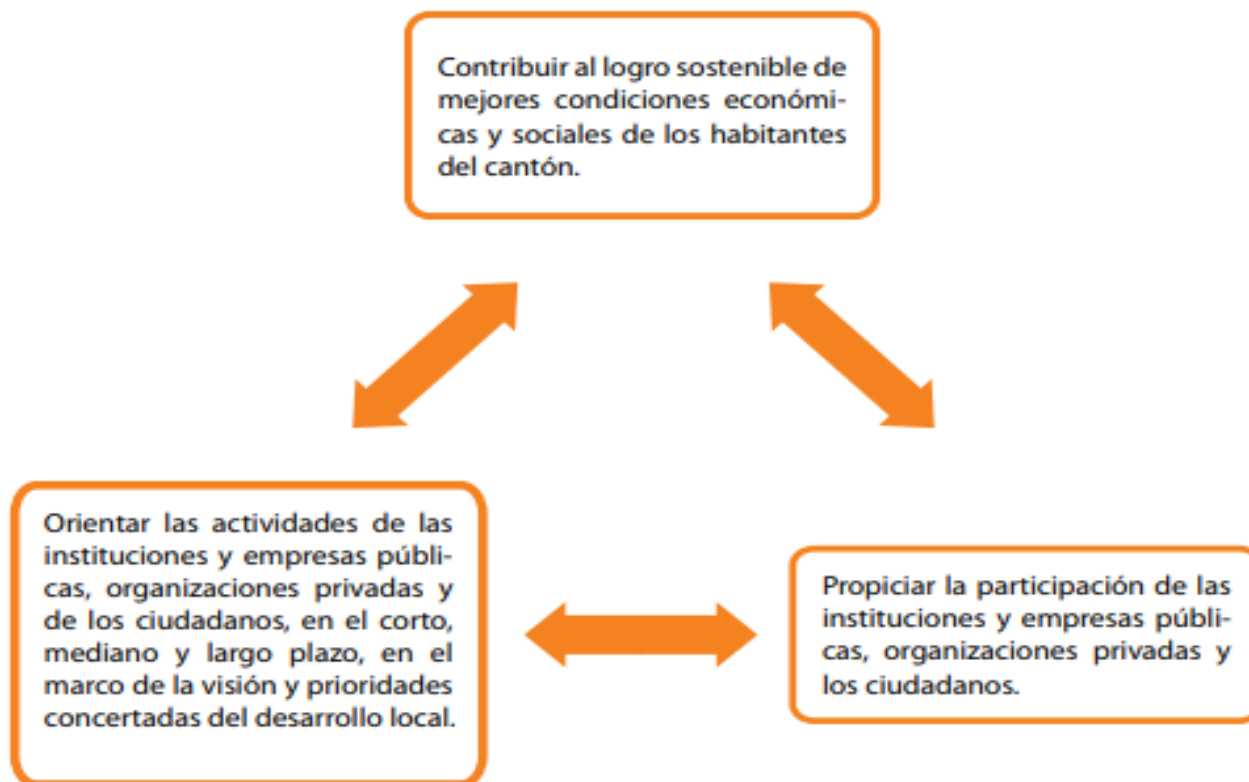 Contribuir al logro sostenible de
mejores condiciones económi-
cas y sociales de los habitantes
del cantón.
Orientar las actividades de las
instituciones y empresas públi-
cas, organizaciones privadas y
de los ciudadanos, en el corto,
mediano y largo plazo, en el
marco de la visión y prioridades
concertadas del desarrollo local.
Propiciar la participación de las
instituciones y empresas públi-
cas, organizaciones privadas y
los ciudadanos.